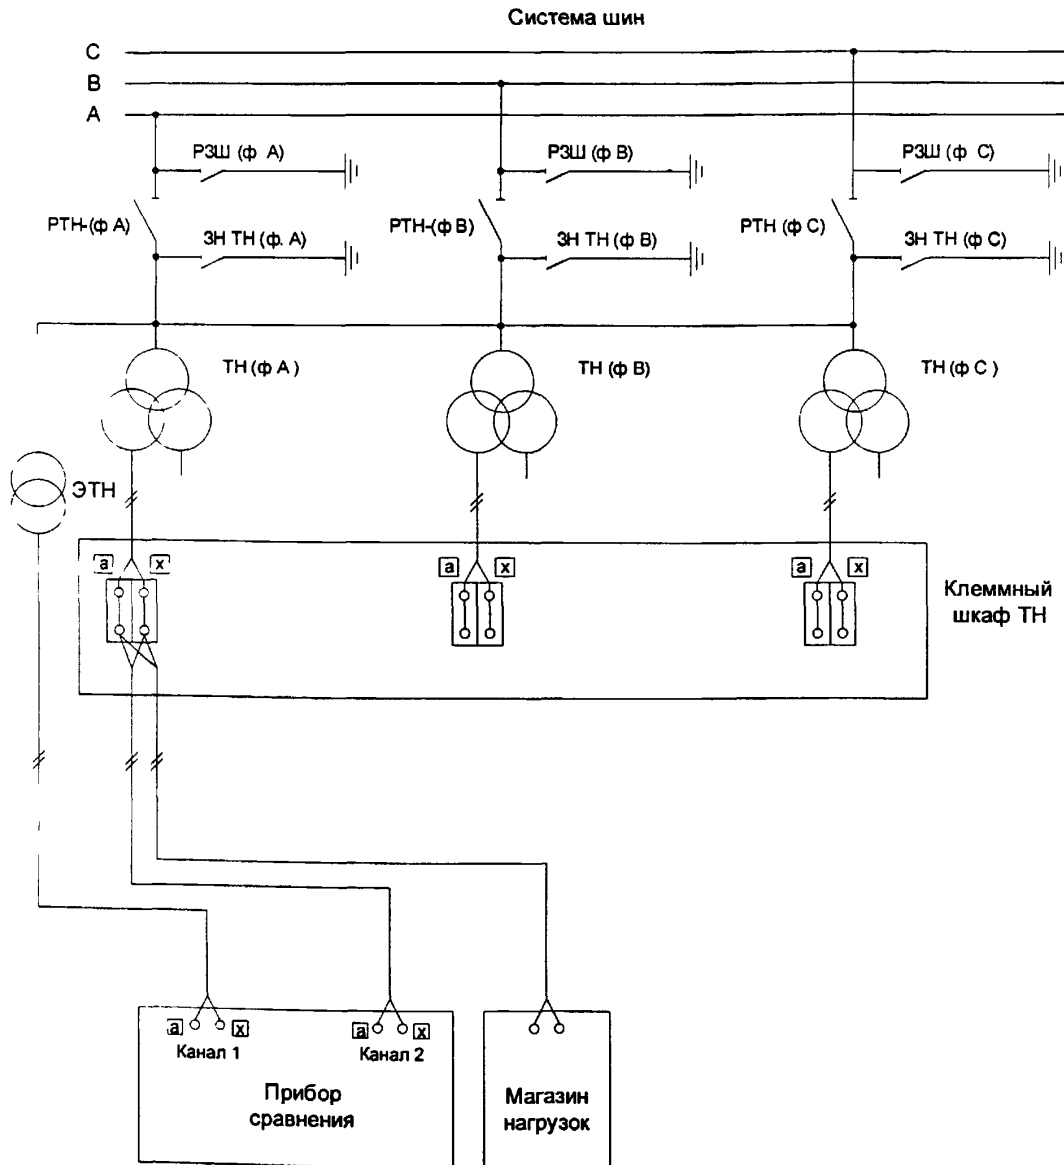 Система шин
C
B
A
РЗШ (ф А)
РЗШ (ф В)
РЗШ (ф С)
РТН-(ф А)
РТН-(ф В)
РТН (ф С)
ЗН ТН (ф. А)
ЗН ТН (ф В)
ЗН ТН (ф С)
ТН (ф А )
ТН (ф В)
ТН (ф С )
ЭТН
а х
а х
а х
Клеммный
шкаф ТН
а х
а х
Канал 1
Канал 2
Прибор
сравнения
Магазин
нагрузок